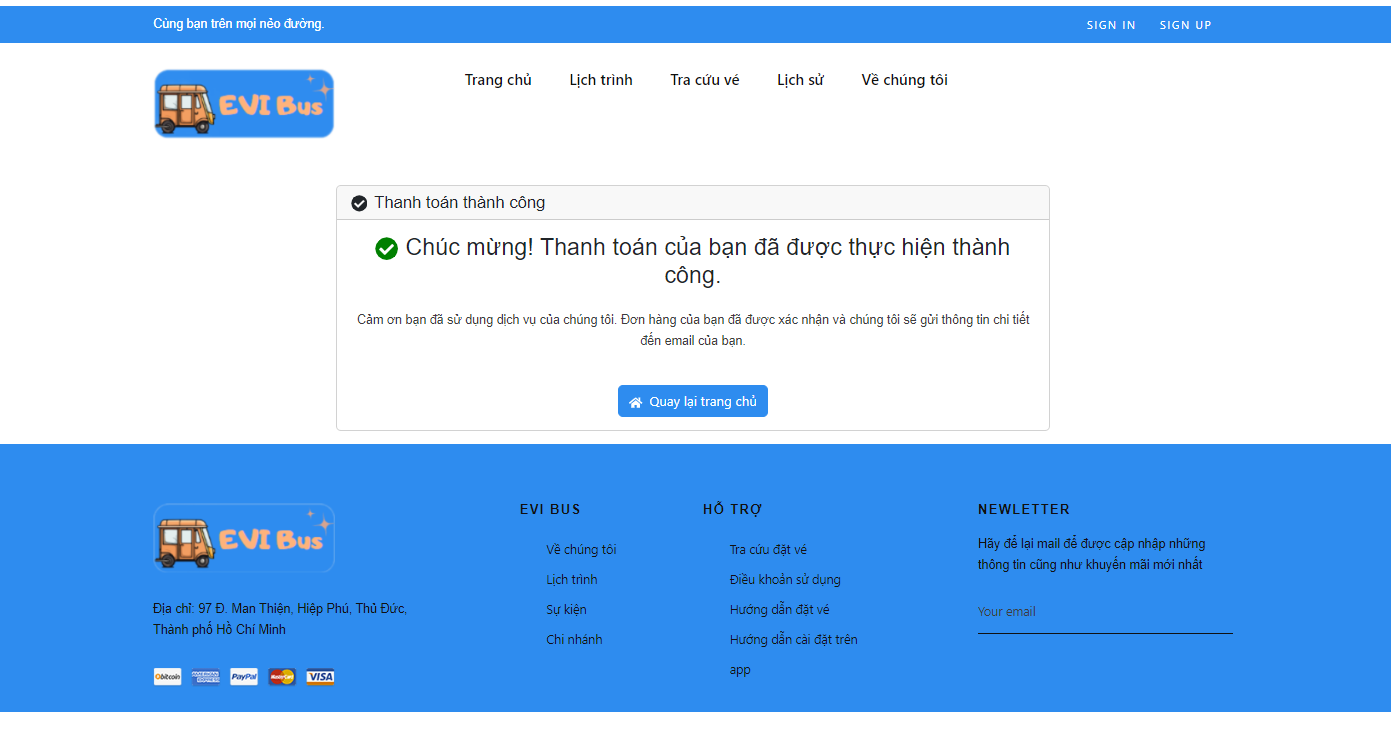 Cùng bạn trên mọi nẻo đường.
SIGN IN SIGN UP
EVI Bus
Trang chủ Lịch trình Tra cứu vé Lịch sử Về chúng tôi
Thanh toán thành công
Chúc mừng! Thanh toán của bạn đã được thực hiện thành
công.
Cảm ơn bạn đã sử dụng dịch vụ của chúng tôi. Đơn hàng của bạn đã được xác nhận và chúng tôi sẽ gửi thông tin chi tiết
đến email của bạn.
Quay lại trang chủ
EVI Bus
Địa chỉ: 97 Đ. Man Thiện, Hiệp Phú, Thủ Đức,
Thành phố Hồ Chí Minh
bitcoin AMERICAN EXPRESS PayPal MasterCard VISA
EVI BUS
Về chúng tôi
Lịch trình
Sự kiện
Chi nhánh
HỖ TRỢ
Tra cứu đặt vé
Điều khoản sử dụng
Hướng dẫn đặt vé
Hướng dẫn cài đặt trên
app
NEWLETTER
Hãy để lại mail để được cập nhập những
thông tin cũng như khuyến mãi mới nhất
Your email